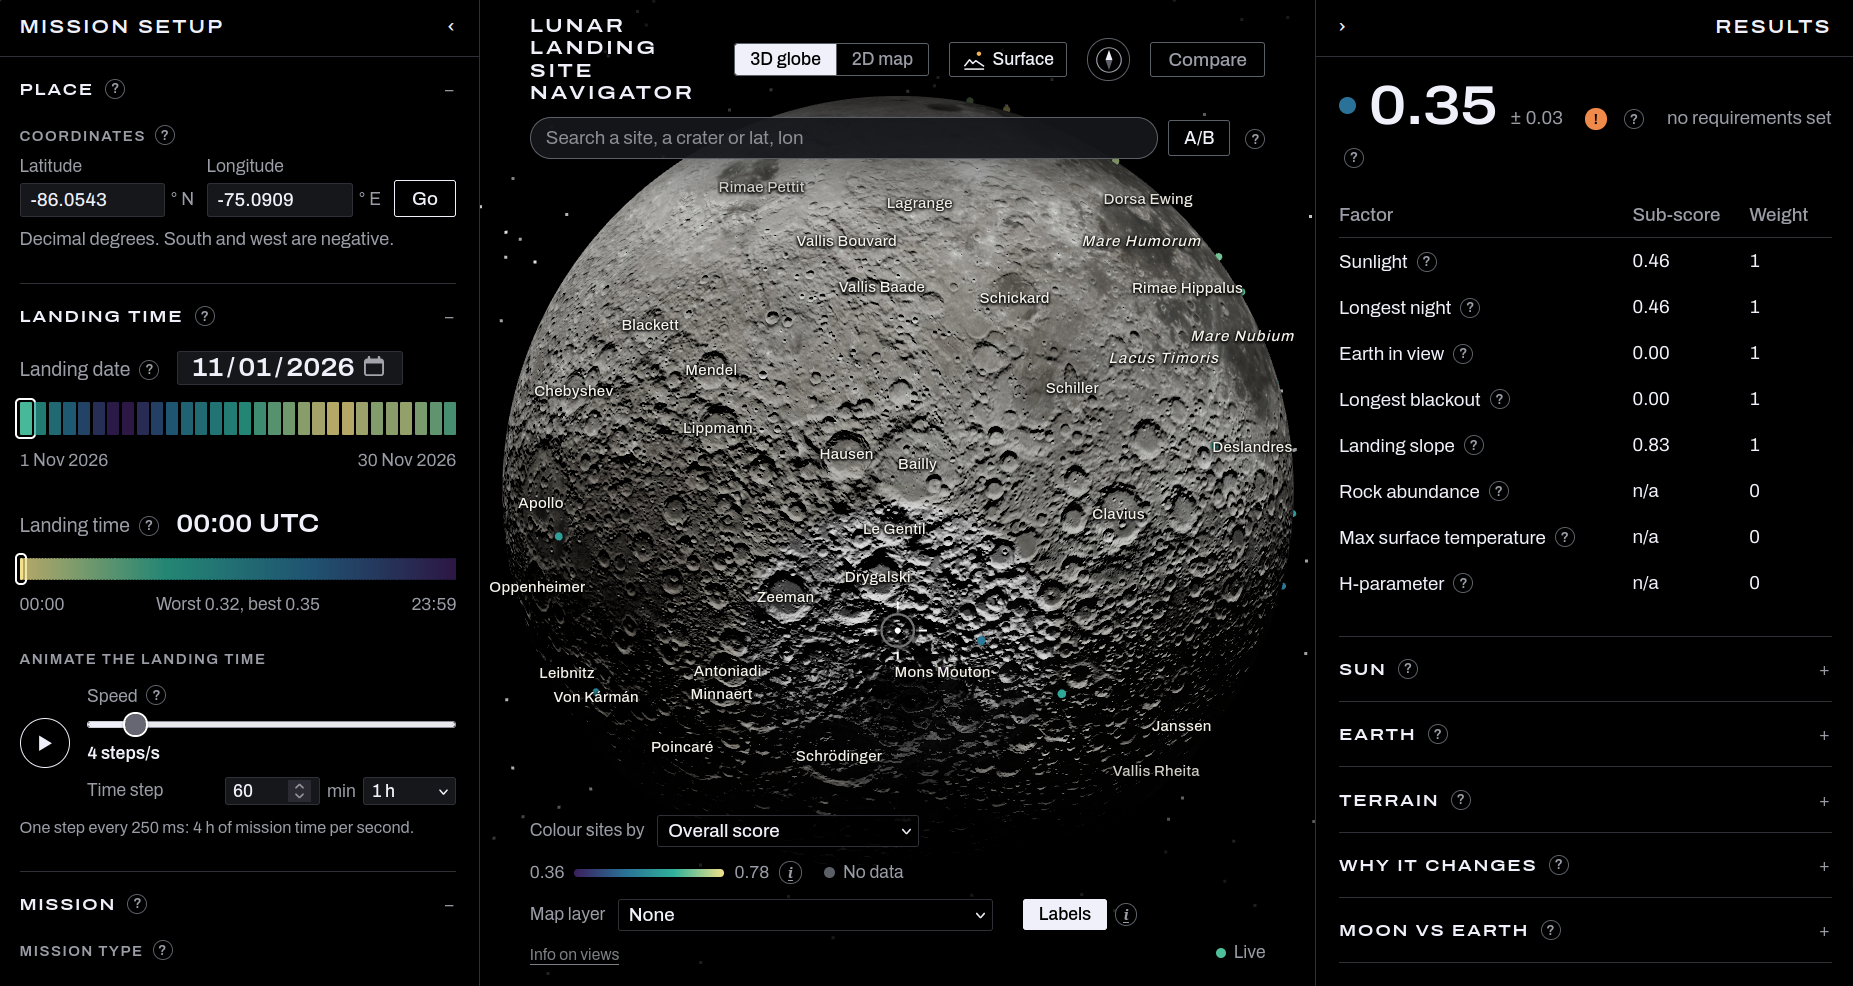 MISSION SETUP
‹
PLACE ?
–
COORDINATES ?
Latitude
Longitude
-86.0543 ° N
-75.0909 ° E
Go
Decimal degrees. South and west are negative.
LANDING TIME ?
–
Landing date ? 11/01/2026
1 Nov 2026
30 Nov 2026
Landing time ? 00:00 UTC
00:00
Worst 0.32, best 0.35
23:59
ANIMATE THE LANDING TIME
Speed ?
4 steps/s
Time step
60 min 1 h
One step every 250 ms: 4 h of mission time per second.
MISSION ?
–
MISSION TYPE ?
LUNAR
LANDING
SITE
NAVIGATOR
3D globe
2D map
Surface
Compare
Search a site, a crater or lat, lon
A/B
?
Rimae Pettit
Lagrange
Dorsa Ewing
Vallis Bouvard
Mare Humorum
Vallis Baade
Schickard
Rimae Hippalus
Blackett
Mare Nubium
Lacus Timoris
Mendel
Chebyshev
Schiller
Lippmann
Hausen
Bailly
Deslandres
Apollo
Clavius
Le Gentil
Drygalski
Oppenheimer
Zeeman
Leibnitz
Antoniadi
Mons Mouton
Von Kármán
Minnaert
Janssen
Poincaré
Schrödinger
Vallis Rheita
Colour sites by
Overall score
0.36
0.78
i
No data
Map layer
None
Labels
i
Info on views
Live
›
RESULTS
0.35 ± 0.03 ! ? no requirements set
?
Factor Sub-score Weight
Sunlight ? 0.46 1
Longest night ? 0.46 1
Earth in view ? 0.00 1
Longest blackout ? 0.00 1
Landing slope ? 0.83 1
Rock abundance ? n/a 0
Max surface temperature ? n/a 0
H-parameter ? n/a 0
SUN ? +
EARTH ? +
TERRAIN ? +
WHY IT CHANGES ? +
MOON VS EARTH ? +